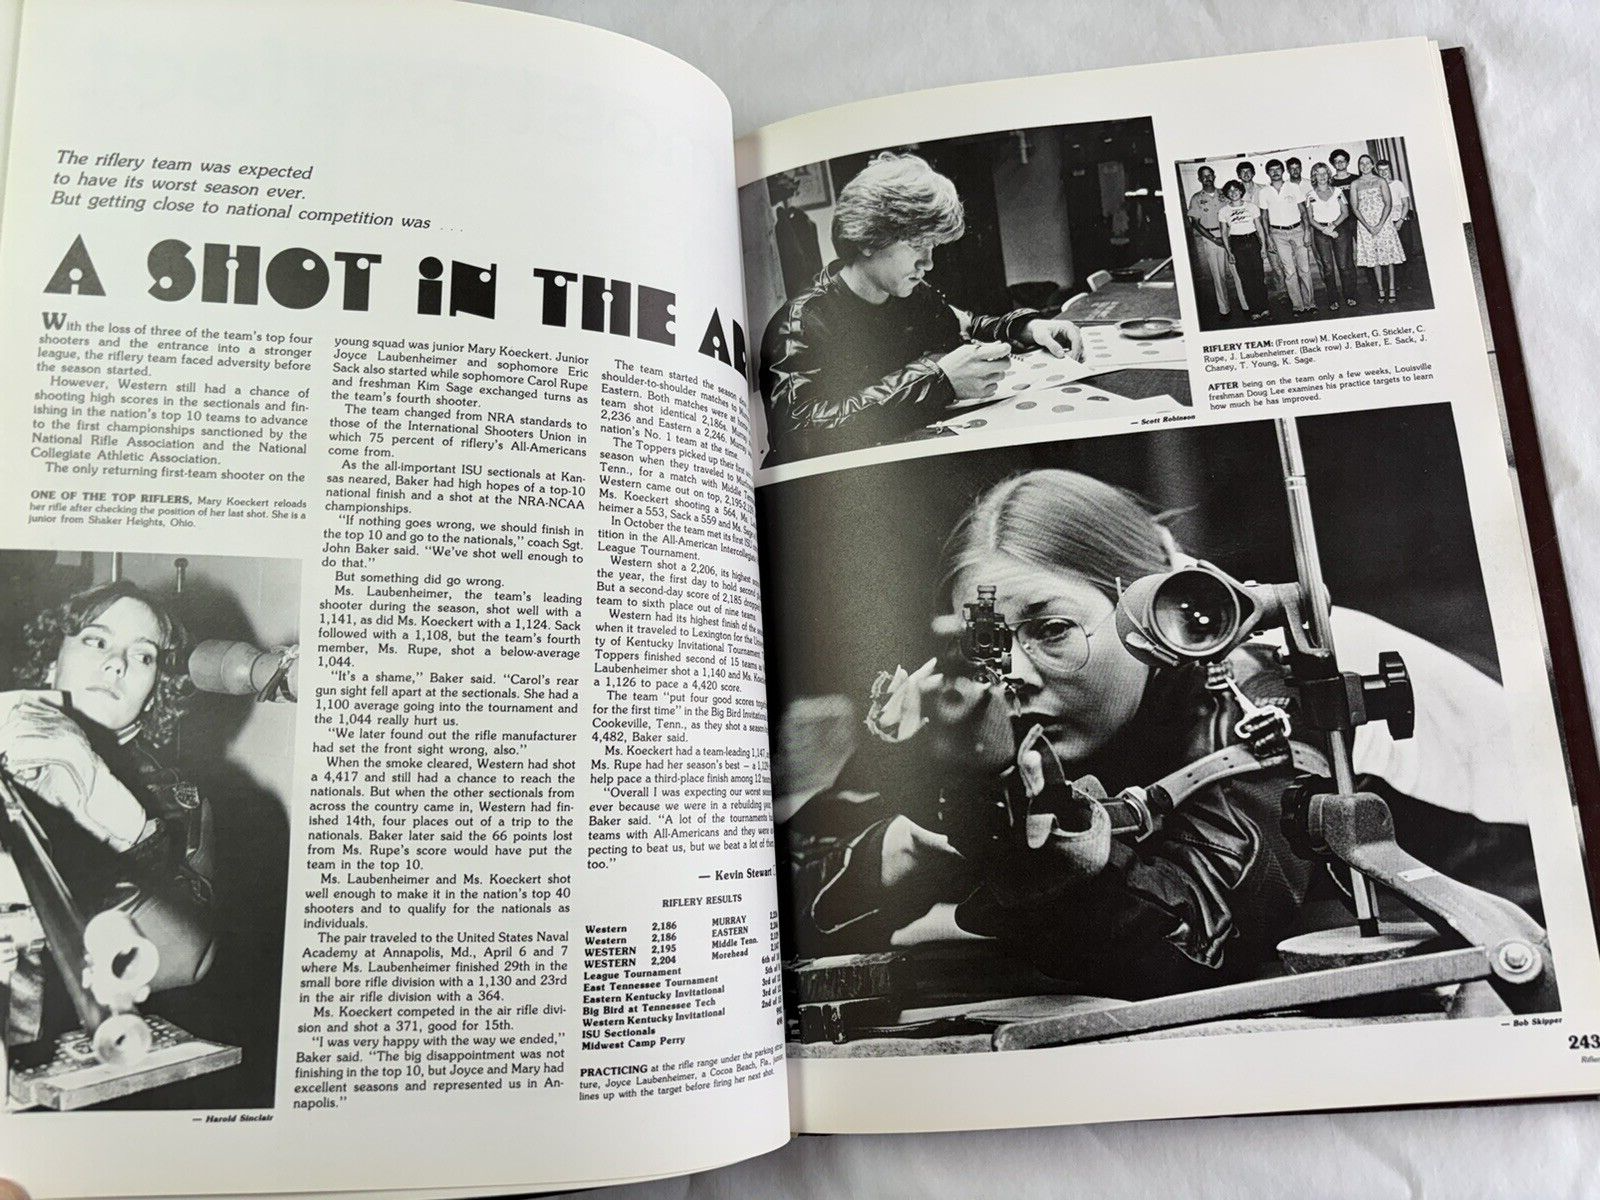 The riflery team was expected
to have its worst season ever.
But getting close to national competition was . . .
A SHOT IN THE
With the loss of three of the team's top four
shooters and the entrance into a stronger
league, the riflery team faced adversity before
the season started.
However, Western still had a chance of
shooting high scores in the sectionals and fin-
ishing in the nation's top 10 teams to advance
to the first championships sanctioned by the
National Rifle Association and the National
Collegiate Athletic Association.
The only returning first-team shooter on the
ONE OF THE TOP RIFLERS, Mary Koeckert reloads
her rifle after checking the position of her last shot. She is a
junior from Shaker Heights, Ohio.
— Harold Sinclair
young squad was junior Mary Koeckert. Junior
Joyce Laubenheimer and sophomore Eric
Sack also started while sophomore Carol Rupe
and freshman Kim Sage exchanged turns as
the team's fourth shooter.
The team changed from NRA standards to
those of the International Shooters Union in
which 75 percent of riflery's All-Americans
come from.
As the all-important ISU sectionals at Kan-
sas neared, Baker had high hopes of a top-10
national finish and a shot at the NRA-NCAA
championships.
"If nothing goes wrong, we should finish in
the top 10 and go to the nationals," coach Sgt.
John Baker said. "We've shot well enough to
do that."
But something did go wrong.
Ms. Laubenheimer, the team's leading
shooter during the season, shot well with a
1,141, as did Ms. Koeckert with a 1,124. Sack
followed with a 1,108, but the team's fourth
member, Ms. Rupe, shot a below-average
1,044.
"It's a shame," Baker said. "Carol's rear
gun sight fell apart at the sectionals. She had a
1,100 average going into the tournament and
the 1,044 really hurt us.
"We later found out the rifle manufacturer
had set the front sight wrong, also."
When the smoke cleared, Western had shot
a 4,417 and still had a chance to reach the
nationals. But when the other sectionals from
across the country came in, Western had fin-
ished 14th, four places out of a trip to the
nationals. Baker later said the 66 points lost
from Ms. Rupe's score would have put the
team in the top 10.
Ms. Laubenheimer and Ms. Koeckert shot
well enough to make it in the nation's top 40
shooters and to qualify for the nationals as
individuals.
The pair traveled to the United States Naval
Academy at Annapolis, Md., April 6 and 7
where Ms. Laubenheimer finished 29th in the
small bore rifle division with a 1,130 and 23rd
in the air rifle division with a 364.
Ms. Koeckert competed in the air rifle divi-
sion and shot a 371, good for 15th.
"I was very happy with the way we ended,"
Baker said. "The big disappointment was not
finishing in the top 10, but Joyce and Mary had
excellent seasons and represented us in An-
napolis."
The team started the season
shoulder-to-shoulder matches to
Eastern. Both matches were at
team shot identical 2,186s.
2,236 and Eastern a 2,246.
nation's No. 1 team at the time.
The Toppers picked up their first
season when they traveled to
Tenn., for a match with Middle
Western came out on top,
Ms. Koeckert shooting a 564, Ms.
heimer a 553, Sack a 559 and Ms.
In October the team met its first
tition in the All-American
League Tournament.
Western shot a 2,206, its highest
the year, the first day to hold second
But a second-day score of 2,185
team to sixth place out of nine teams.
Western had its highest finish of the
when it traveled to Lexington for the
ty of Kentucky Invitational Tournament.
Toppers finished second of 15 teams
Laubenheimer shot a 1,140 and Ms.
a 1,126 to pace a 4,420 score.
The team "put four good scores
for the first time" in the Big Bird
Cookeville, Tenn., as they shot a
4,482, Baker said.
Ms. Koeckert had a team-leading 1,147
Ms. Rupe had her season's best – a
help pace a third-place finish among 12
"Overall I was expecting our worst
ever because we were in a rebuilding
Baker said. "A lot of the tournaments
teams with All-Americans and they were
pecting to beat us, but we beat a lot of
too."
— Kevin Stewart
RIFLERY RESULTS
Western 2,186 MURRAY
Western 2,186 EASTERN
WESTERN 2,195 Middle Tenn.
WESTERN 2,204 Morehead
League Tournament
East Tennessee Tournament
Eastern Kentucky Invitational
Big Bird at Tennessee Tech
Western Kentucky Invitational
ISU Sectionals
Midwest Camp Perry
PRACTICING at the rifle range under the parking
ture, Joyce Laubenheimer, a Cocoa Beach, Fla., junior,
lines up with the target before firing her next shot.
— Scott Robinson
RIFLERY TEAM: (Front row) M. Koeckert, G. Stickler, C.
Rupe, J. Laubenheimer. (Back row) J. Baker, E. Sack, J.
Chaney, T. Young, K. Sage.
AFTER being on the team only a few weeks, Louisville
freshman Doug Lee examines his practice targets to learn
how much he has improved.
— Bob Skipper
243